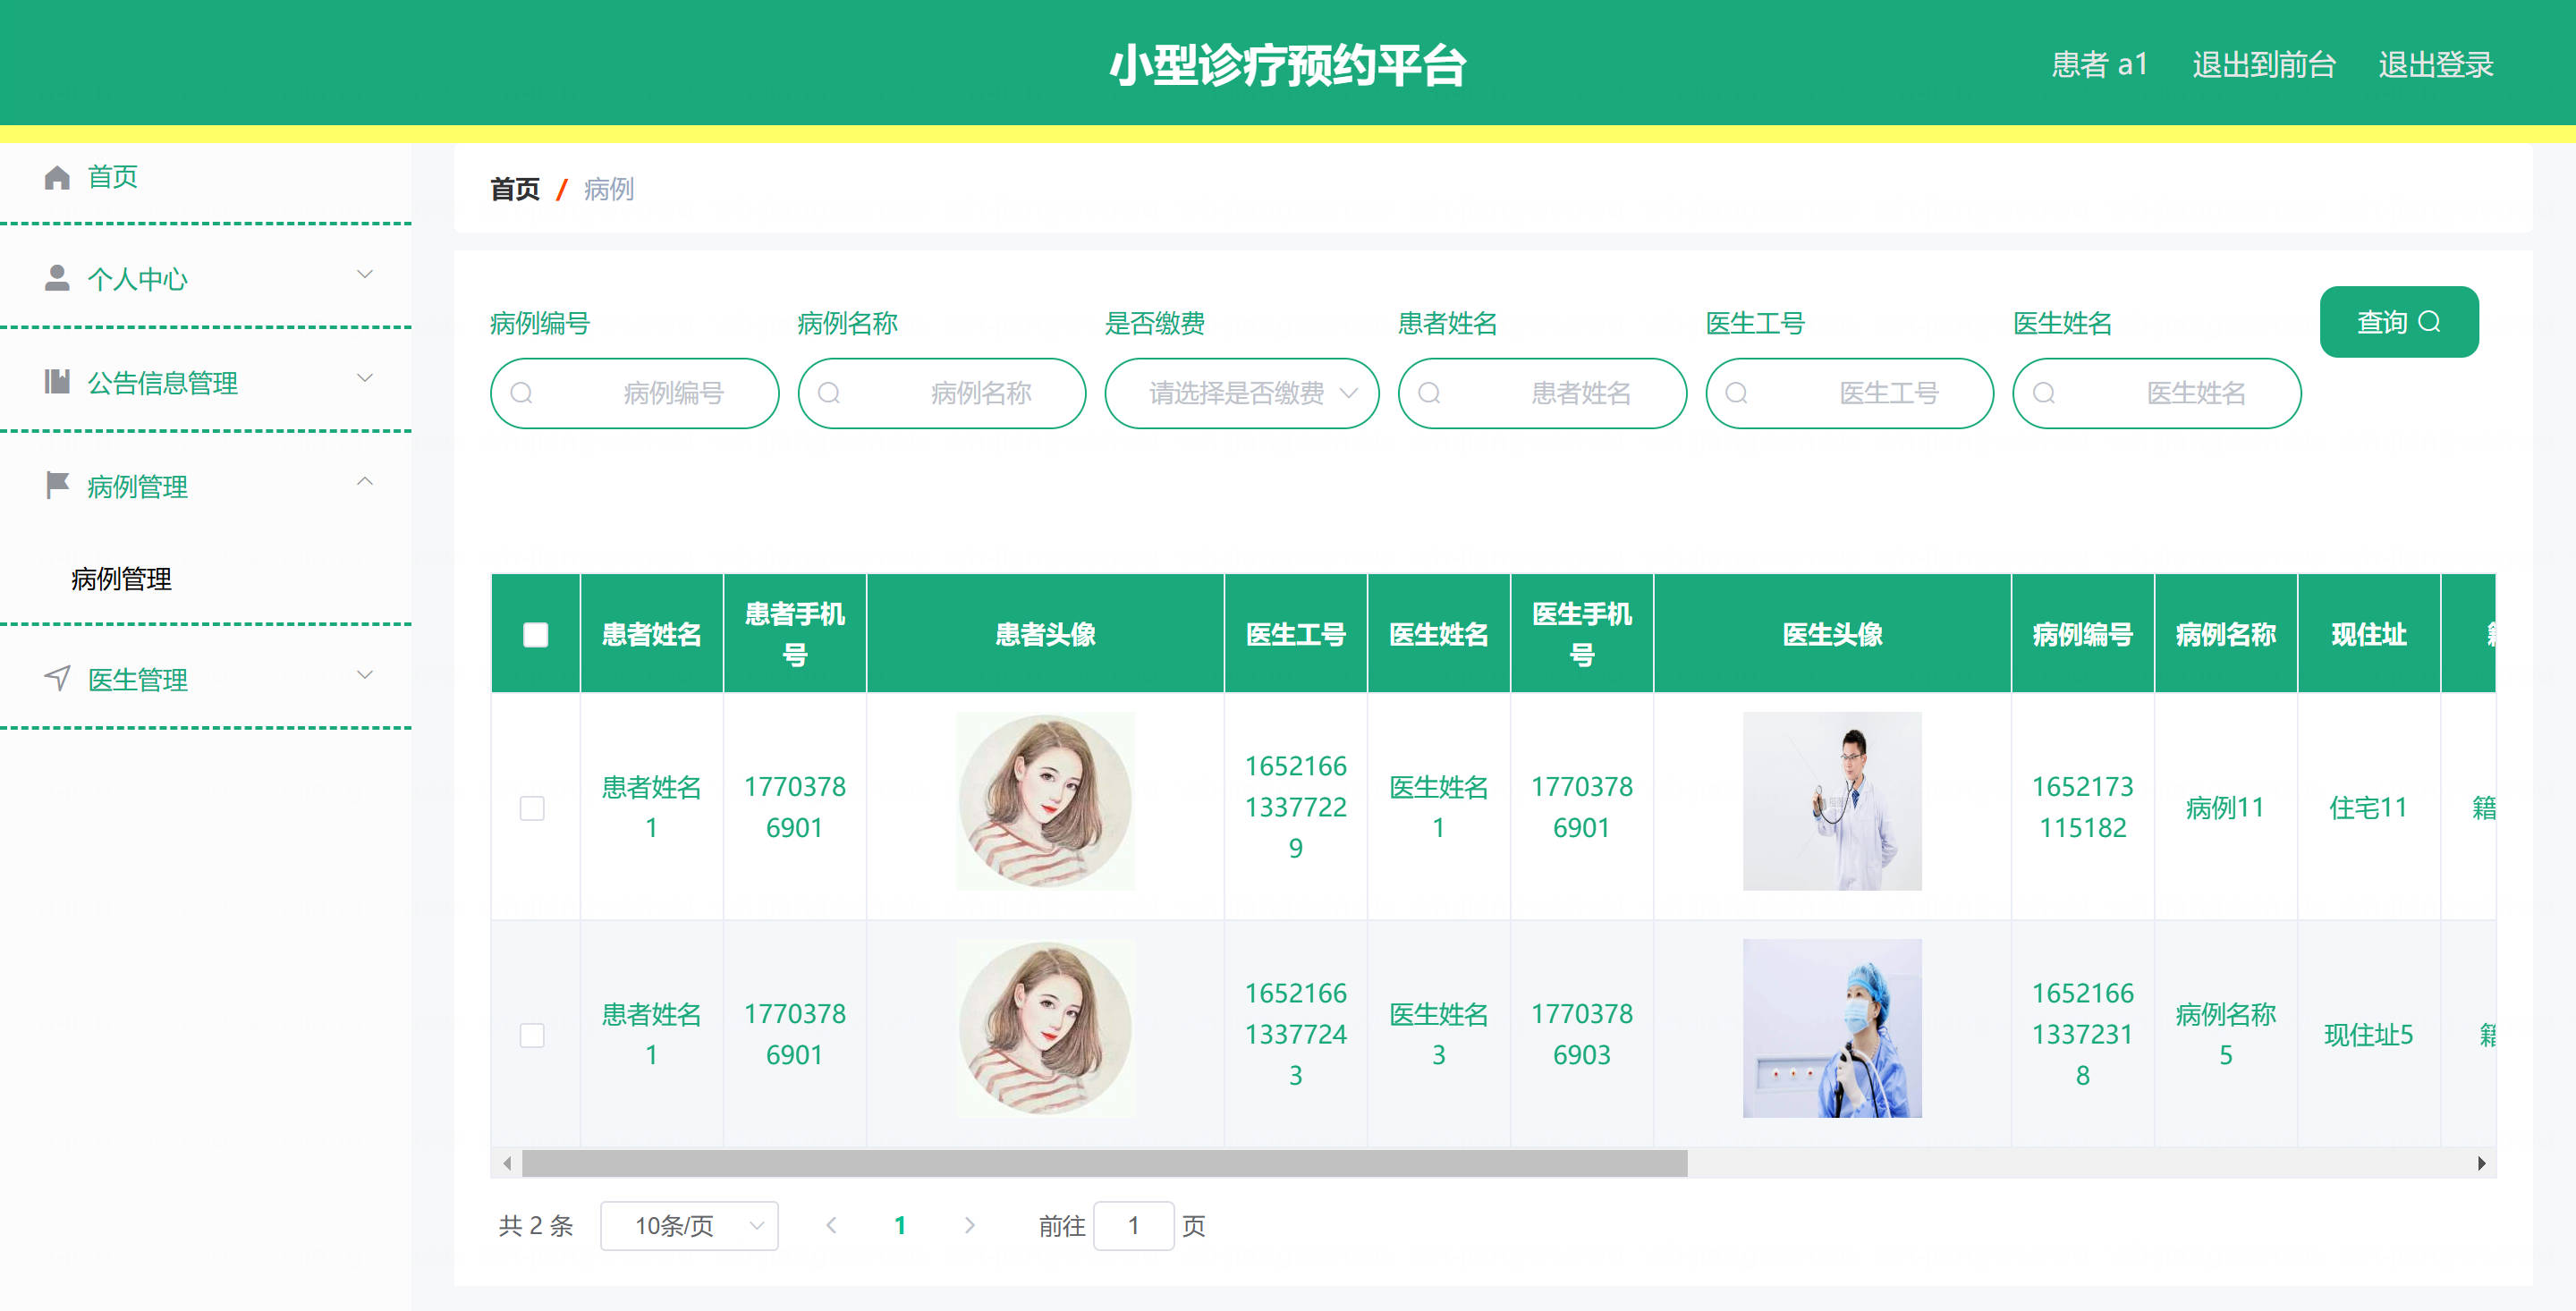 小型诊疗预约平台
患者 a1 退出到前台 退出登录
首页
个人中心
公告信息管理
病例管理
病例管理
医生管理
首页 / 病例
病例编号 病例名称 是否缴费 患者姓名 医生工号 医生姓名 查询
病例编号 病例名称 请选择是否缴费 患者姓名 医生工号 医生姓名
患者姓名 患者手机号 患者头像 医生工号 医生姓名 医生手机号 医生头像 病例编号 病例名称 现住址
患者姓名1 17703786901 165216613377229 医生姓名1 17703786901 1652173115182 病例11 住宅11 籍
患者姓名1 17703786901 165216613377243 医生姓名3 17703786903 165216613372318 病例名称5 现住址5
共 2 条 10条/页 1 前往 1 页